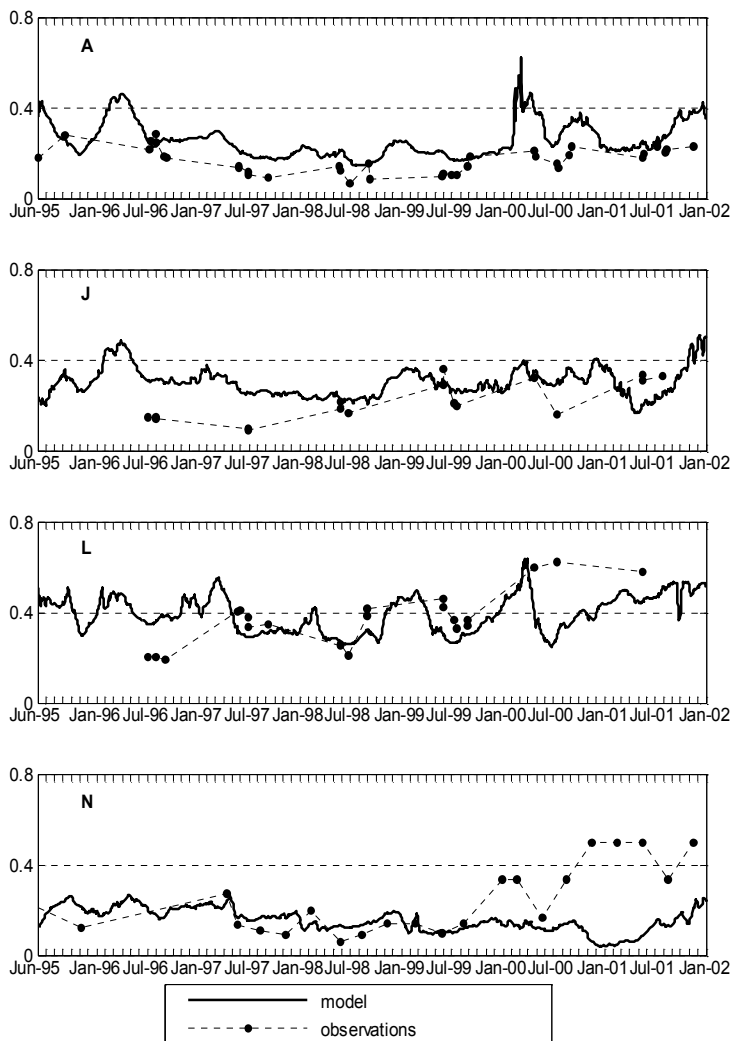 0.8
A
0.4
0
Jun-95 Jan-96 Jul-96 Jan-97 Jul-97 Jan-98 Jul-98 Jan-99 Jul-99 Jan-00 Jul-00 Jan-01 Jul-01 Jan-02
0.8
J
0.4
0
Jun-95 Jan-96 Jul-96 Jan-97 Jul-97 Jan-98 Jul-98 Jan-99 Jul-99 Jan-00 Jul-00 Jan-01 Jul-01 Jan-02
0.8
L
0.4
0
Jun-95 Jan-96 Jul-96 Jan-97 Jul-97 Jan-98 Jul-98 Jan-99 Jul-99 Jan-00 Jul-00 Jan-01 Jul-01 Jan-02
0.8
N
0.4
0
Jun-95 Jan-96 Jul-96 Jan-97 Jul-97 Jan-98 Jul-98 Jan-99 Jul-99 Jan-00 Jul-00 Jan-01 Jul-01 Jan-02
model
observations